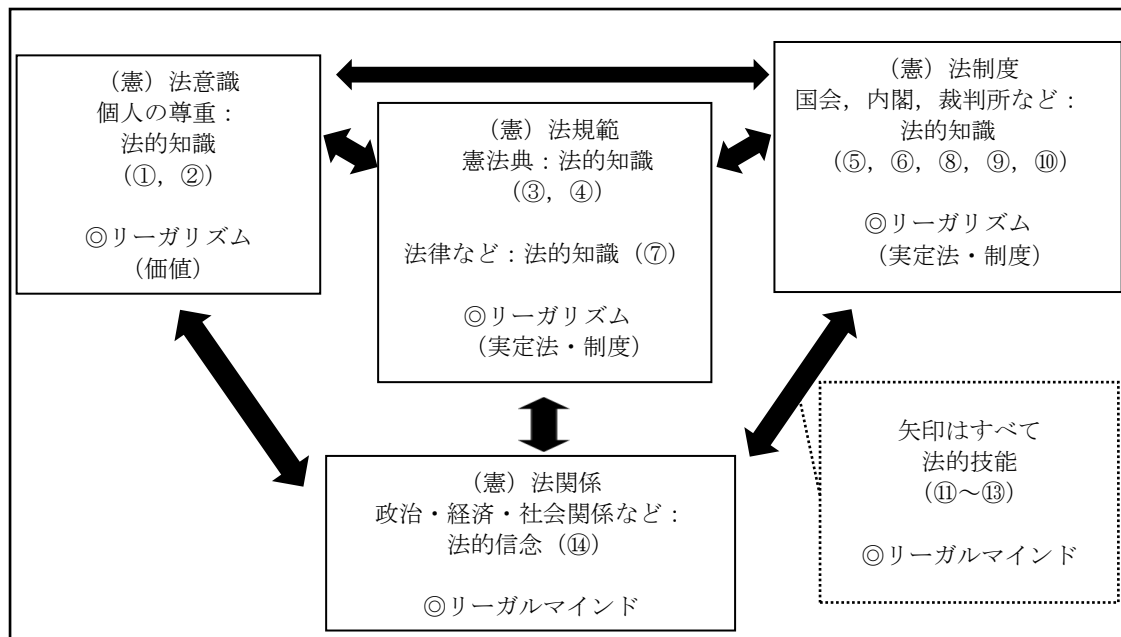 （憲）法意識
個人の尊重：
法的知識
（①，②）
◎リーガリズム
（価値）
（憲）法規範
憲法典：法的知識
（③，④）
法律など：法的知識（⑦）
◎リーガリズム
（実定法・制度）
（憲）法制度
国会，内閣，裁判所など：
法的知識
（⑤，⑥，⑧，⑨，⑩）
◎リーガリズム
（実定法・制度）
（憲）法関係
政治・経済・社会関係など：
法的信念（⑭）
◎リーガルマインド
矢印はすべて
法的技能
（⑪～⑬）
◎リーガルマインド